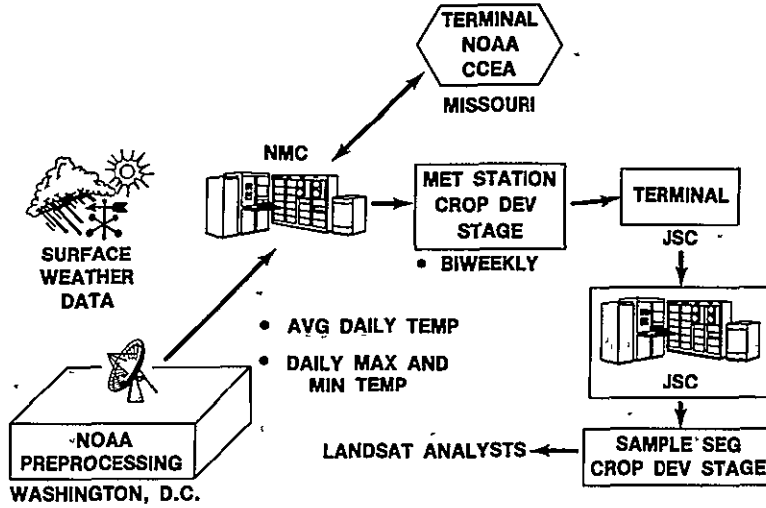 TERMINAL
NOAA
CCEA
MISSOURI
NMC
MET STATION
CROP DEV
STAGE
• BIWEEKLY
TERMINAL
JSC
SURFACE
WEATHER
DATA
• AVG DAILY TEMP
• DAILY MAX AND
MIN TEMP
JSC
NOAA
PREPROCESSING
WASHINGTON, D.C.
LANDSAT ANALYSTS
SAMPLE SEG
CROP DEV STAGE